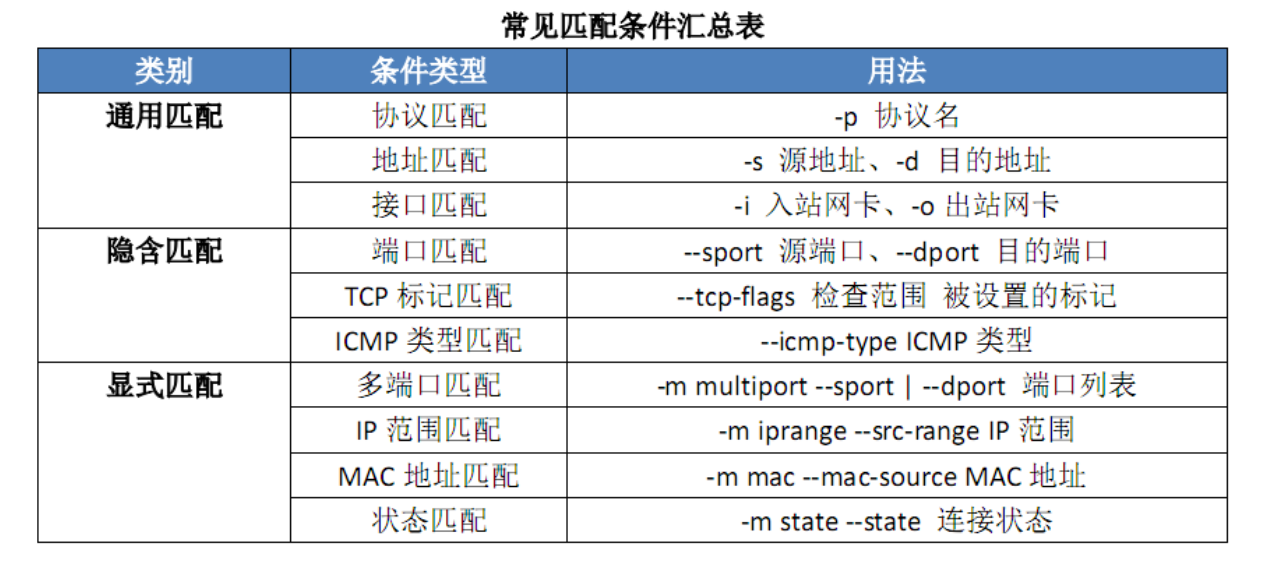 常见匹配条件汇总表
类别 条件类型 用法
通用匹配 协议匹配 -p 协议名
地址匹配 -s 源地址、-d 目的地址
接口匹配 -i 入站网卡、-o 出站网卡
隐含匹配 端口匹配 --sport 源端口、--dport 目的端口
TCP 标记匹配 --tcp-flags 检查范围 被设置的标记
ICMP 类型匹配 --icmp-type ICMP 类型
显式匹配 多端口匹配 -m multiport --sport | --dport 端口列表
IP 范围匹配 -m iprange --src-range IP 范围
MAC 地址匹配 -m mac --mac-source MAC 地址
状态匹配 -m state --state 连接状态